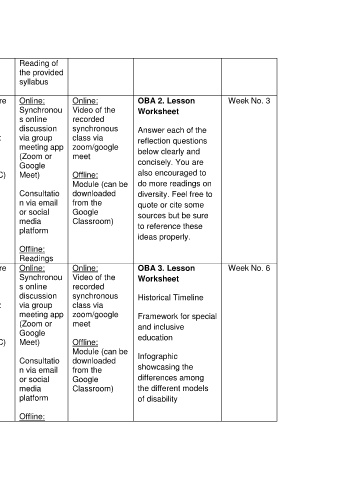 Reading of
the provided
syllabus
re
:
C)
Online:
Synchronou
s online
discussion
via group
meeting app
(Zoom or
Google
Meet)
Consultatio
n via email
or social
media
platform
Offline:
Readings
Online:
Video of the
recorded
synchronous
class via
zoom/google
meet
Offline:
Module (can be
downloaded
from the
Google
Classroom)
OBA 2. Lesson
Worksheet
Answer each of the
reflection questions
below clearly and
concisely. You are
also encouraged to
do more readings on
diversity. Feel free to
quote or cite some
sources but be sure
to reference these
ideas properly.
Week No. 3
re
:
C)
Online:
Synchronou
s online
discussion
via group
meeting app
(Zoom or
Google
Meet)
Consultatio
n via email
or social
media
platform
Offline:
Online:
Video of the
recorded
synchronous
class via
zoom/google
meet
Offline:
Module (can be
downloaded
from the
Google
Classroom)
OBA 3. Lesson
Worksheet
Historical Timeline
Framework for special
and inclusive
education
Infographic
showcasing the
differences among
the different models
of disability
Week No. 6